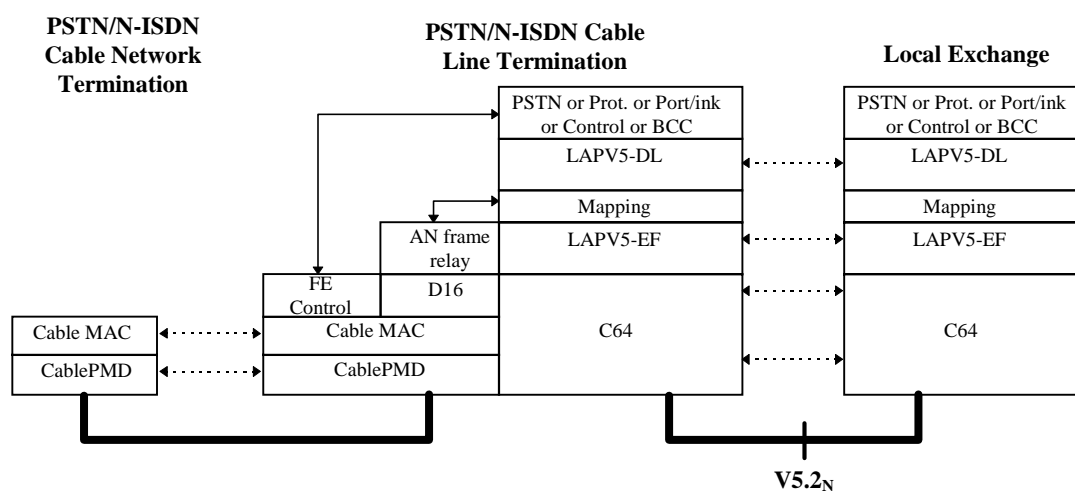 PSTN/N-ISDN
Cable Network
Termination
PSTN/N-ISDN Cable
Line Termination
Local Exchange
PSTN or Prot. or Port/ink
or Control or BCC
PSTN or Prot. or Port/ink
or Control or BCC
LAPV5-DL
LAPV5-DL
Mapping
Mapping
AN frame
relay
LAPV5-EF
LAPV5-EF
FE
Control
D16
C64
C64
Cable MAC
Cable MAC
CablePMD
CablePMD
V5.2N